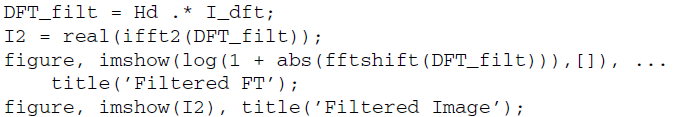 DFT_filt = Hd .* I_dft;
I2 = real(ifft2(DFT_filt));
figure, imshow(log(1 + abs(fftshift(DFT_filt))),[]), ...
    title(’Filtered FT’);
figure, imshow(I2), title(’Filtered Image’);